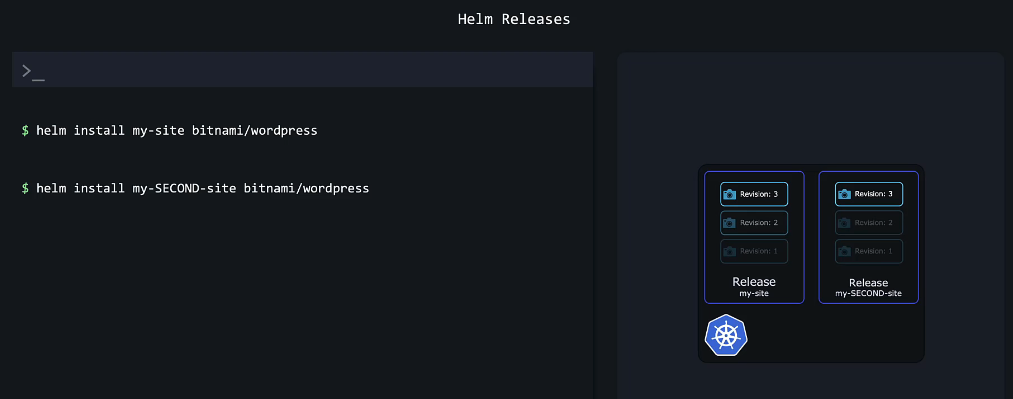 Helm Releases
>_
$ helm install my-site bitnami/wordpress
$ helm install my-SECOND-site bitnami/wordpress
Revision: 3
Revision: 2
Revision: 1
Release
my-site
Revision: 3
Revision: 2
Revision: 1
Release
my-SECOND-site